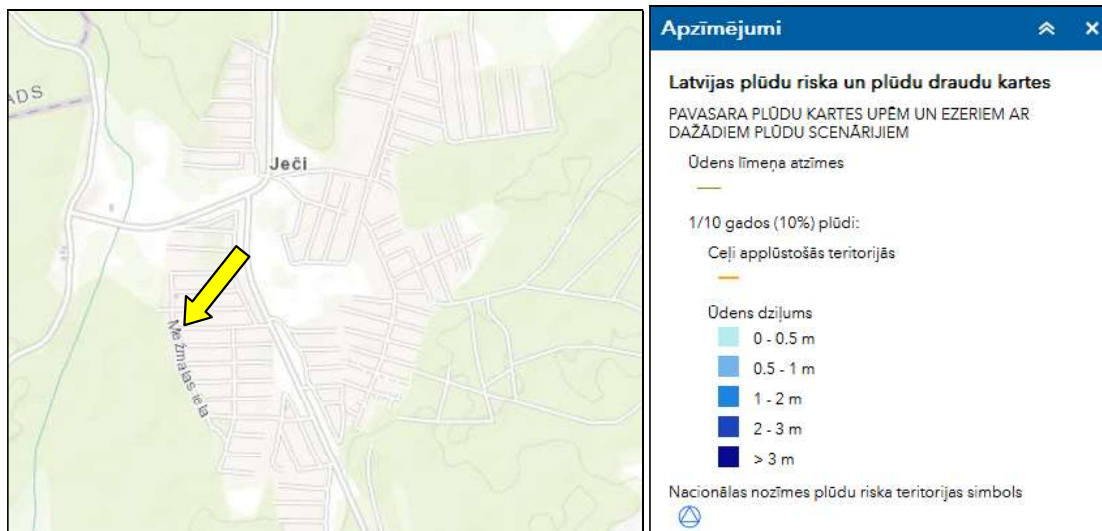 ADS
Ječi
Mežmalas iela
Apzīmējumi
Latvijas plūdu riska un plūdu draudu kartes
PAVASARA PLŪDU KARTES UPĒM UN EZERIEM AR
DAŽĀDIEM PLŪDU SCENĀRIJIEM
Ūdens līmeņa atzīmes
1/10 gados (10%) plūdi:
Ceļi applūstošās teritorijās
Ūdens dziļums
0 - 0.5 m
0.5 - 1 m
1 - 2 m
2 - 3 m
> 3 m
Nacionālas nozīmes plūdu riska teritorijas simbols